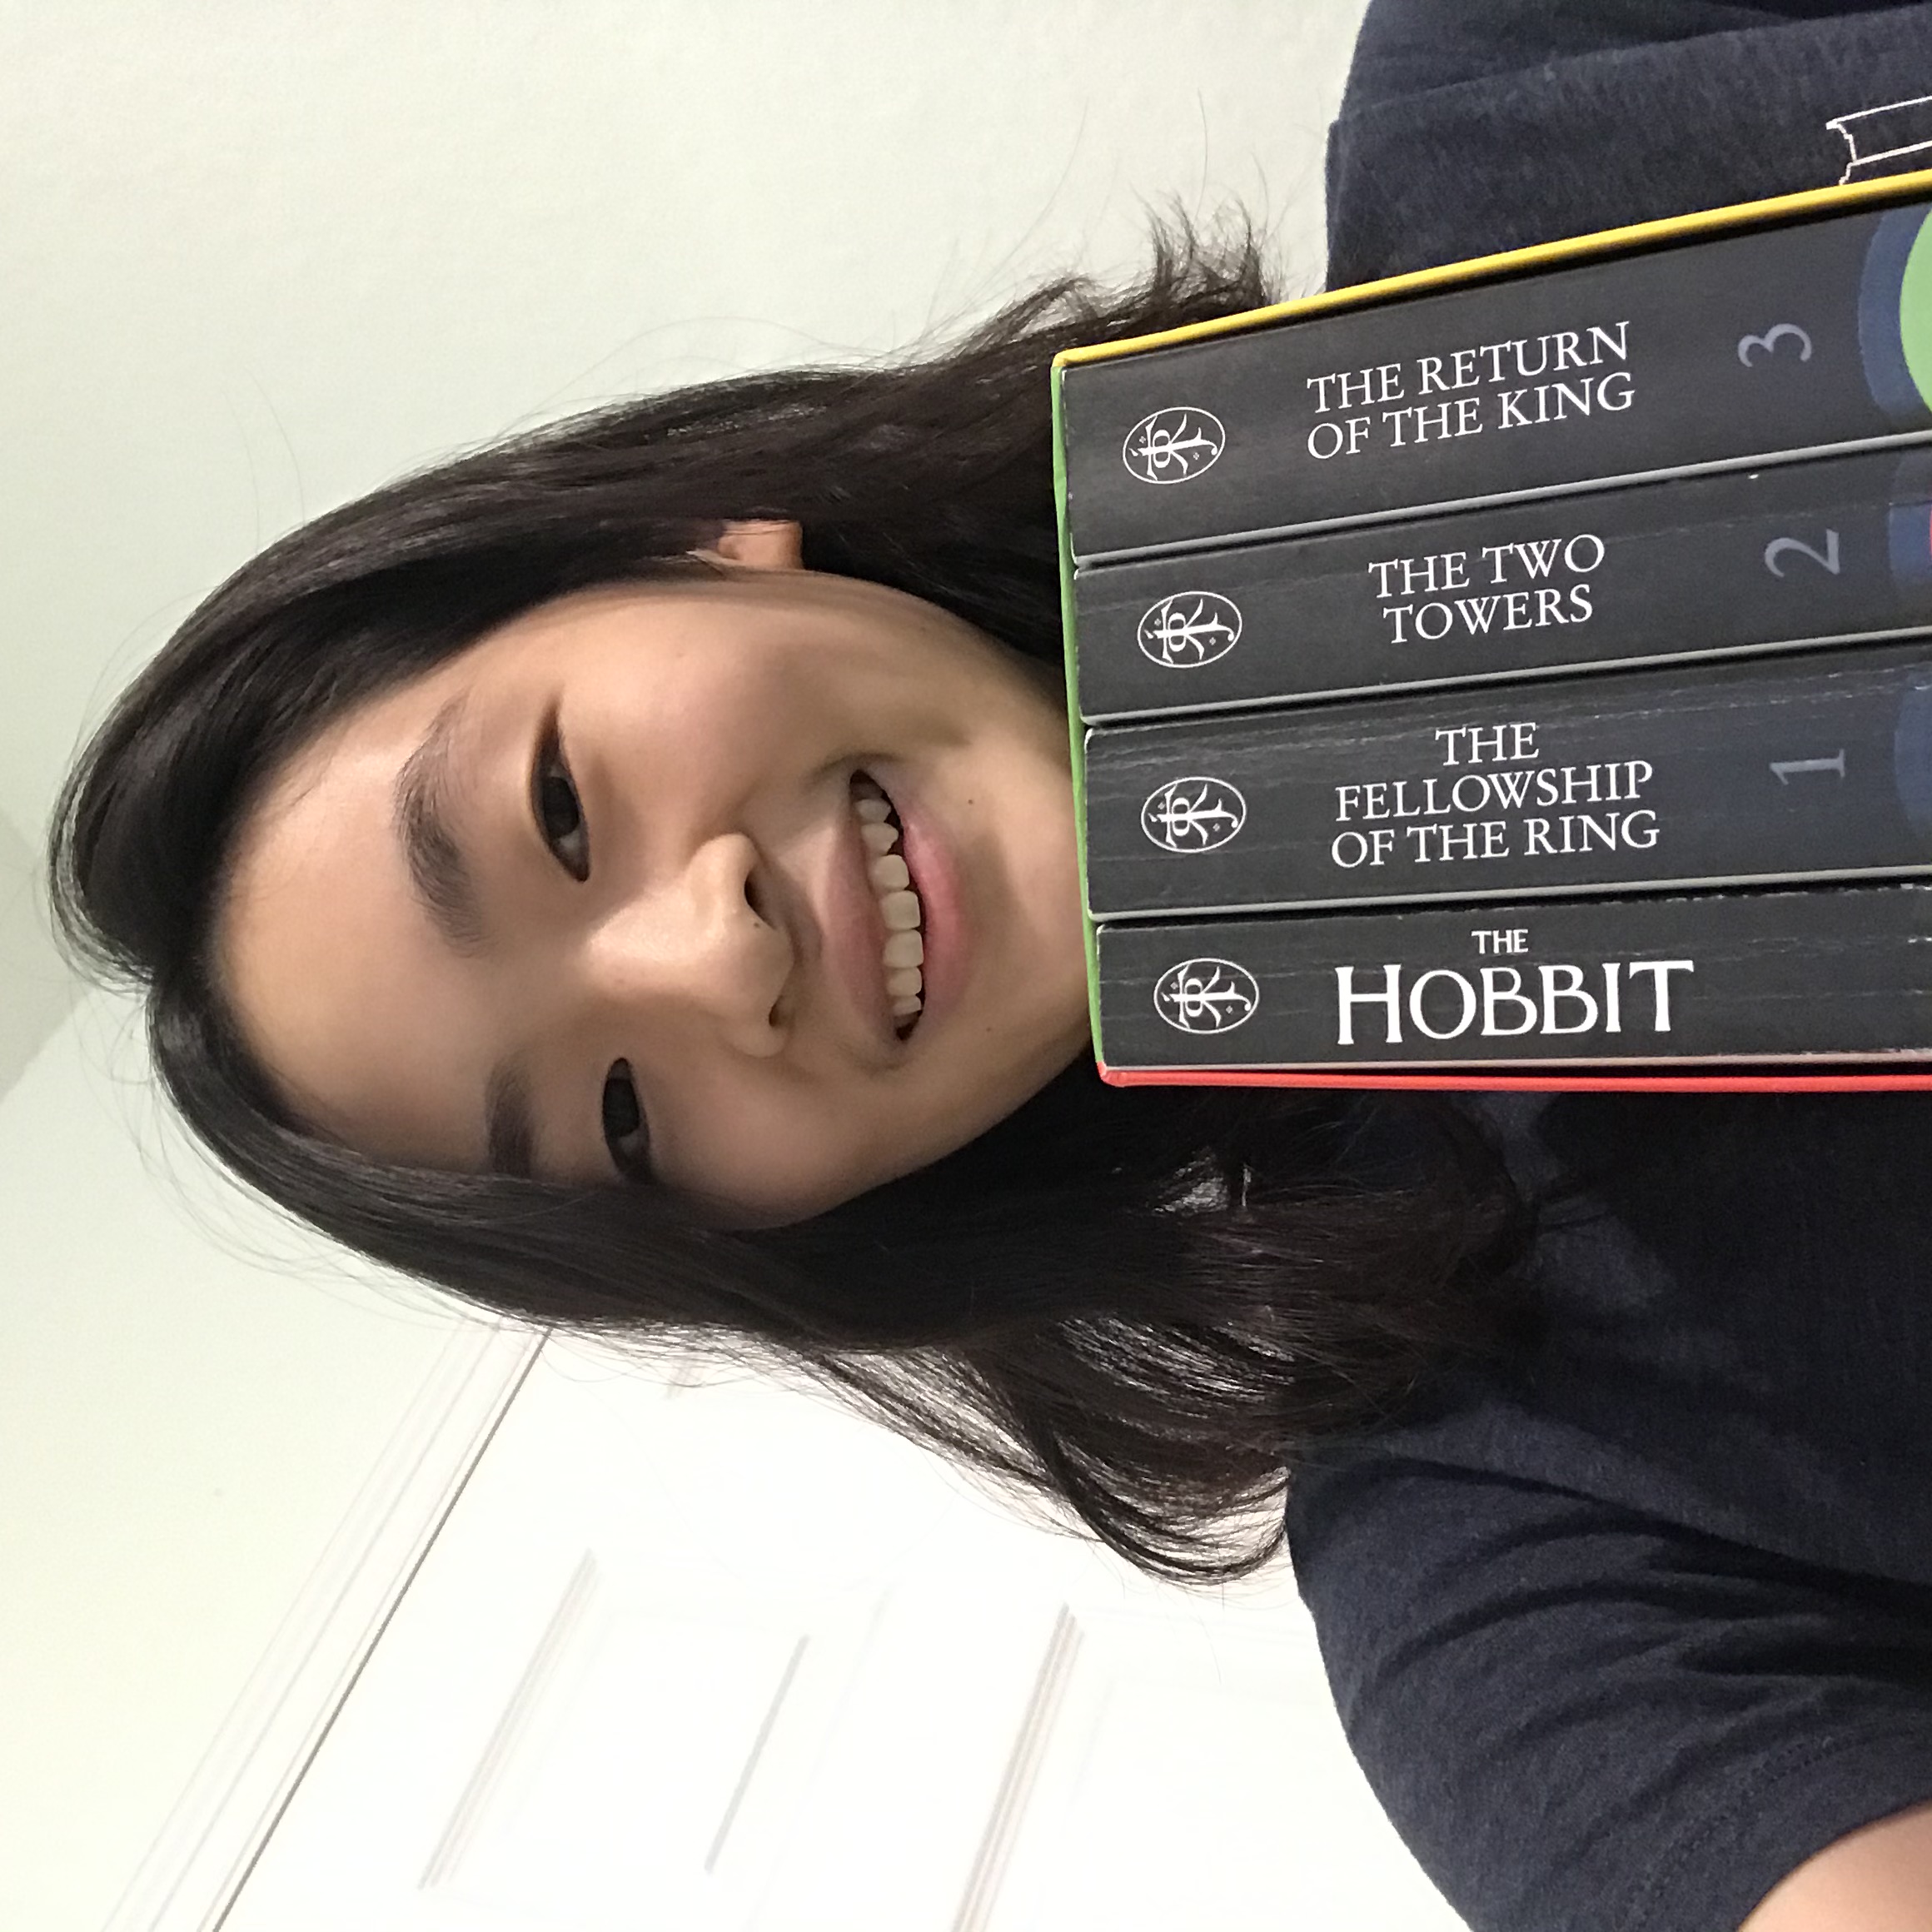 THE
HOBBIT
THE
FELLOWSHIP
OF THE RING
1
THE TWO
TOWERS
2
THE RETURN
OF THE KING
3